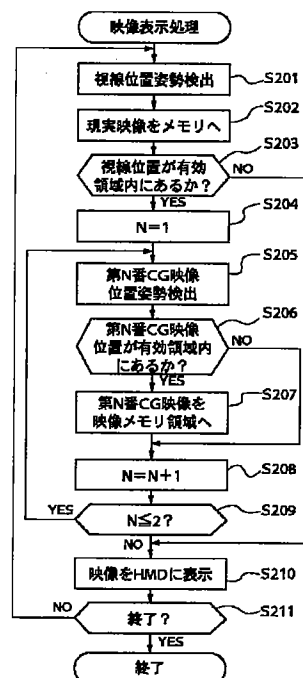 映像表示処理
S201
視線位置姿勢検出
S202
現実映像をメモリへ
S203
視線位置が有効
領域内にあるか?
NO
YES
S204
N=1
S205
第N番CG映像
位置姿勢検出
S206
第N番CG映像
位置が有効領域内
にあるか?
NO
YES
S207
第N番CG映像を
映像メモリ領域へ
S208
N=N+1
YES
S209
N≦2?
NO
S210
映像をHMDに表示
NO
S211
終了?
YES
終了